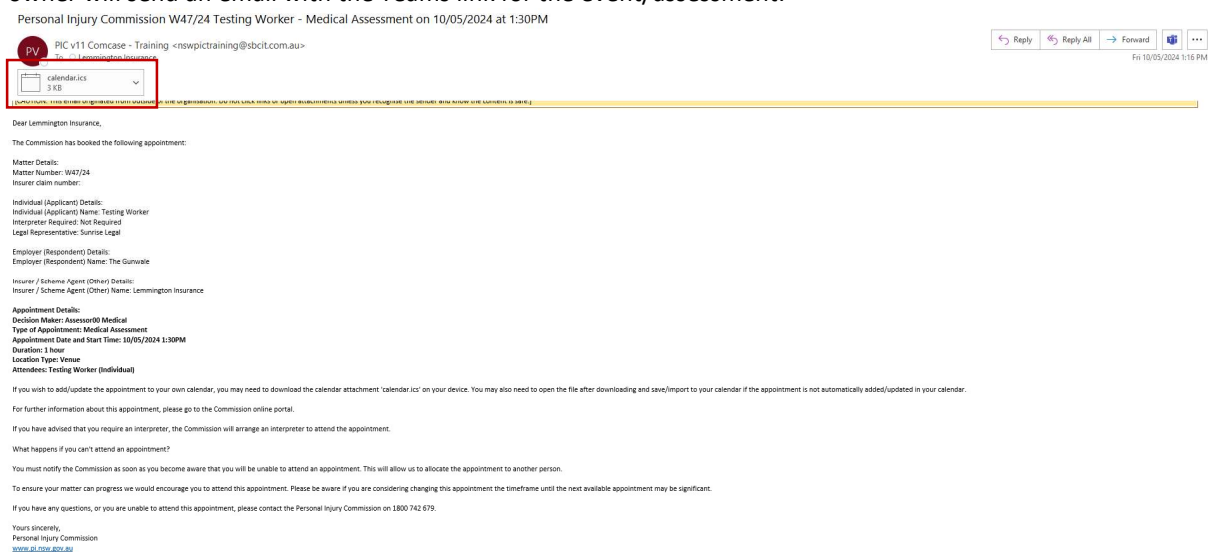 owner will send an email with the Teams link for the event/assessment.
Personal Injury Commission W47/24 Testing Worker - Medical Assessment on 10/05/2024 at 1:30PM
PV
PIC v11 Comcase - Training <nswpictraining@sbcit.com.au>
To Lemmington Insurance
Reply
Reply All
Forward
Fri 10/05/2024 1:16 PM
calendar.ics
3 KB
[CAUTION: This email originated from outside of the organisation. Do not click links or open attachments unless you recognise the sender and know the content is safe.]
Dear Lemmington Insurance,
The Commission has booked the following appointment:
Matter Details:
Matter Number: W47/24
Insurer claim number:
Individual (Applicant) Details:
Individual (Applicant) Name: Testing Worker
Interpreter Required: Not Required
Legal Representative: Sunrise Legal
Employer (Respondent) Details:
Employer (Respondent) Name: The Gunwale
Insurer / Scheme Agent (Other) Details:
Insurer / Scheme Agent (Other) Name: Lemmington Insurance
Appointment Details:
Decision Maker: Assessor00 Medical
Type of Appointment: Medical Assessment
Appointment Date and Start Time: 10/05/2024 1:30PM
Duration: 1 hour
Location Type: Venue
Attendees: Testing Worker (Individual)
If you wish to add/update the appointment to your own calendar, you may need to download the calendar attachment 'calendar.ics' on your device. You may also need to open the file after downloading and save/import to your calendar if the appointment is not automatically added/updated in your calendar.
For further information about this appointment, please go to the Commission online portal.
If you have advised that you require an interpreter, the Commission will arrange an interpreter to attend the appointment.
What happens if you can't attend an appointment?
You must notify the Commission as soon as you become aware that you will be unable to attend an appointment. This will allow us to allocate the appointment to another person.
To ensure your matter can progress we would encourage you to attend this appointment. Please be aware if you are considering changing this appointment the timeframe until the next available appointment may be significant.
If you have any questions, or you are unable to attend this appointment, please contact the Personal Injury Commission on 1800 742 679.
Yours sincerely,
Personal Injury Commission
www.pi.nsw.gov.au